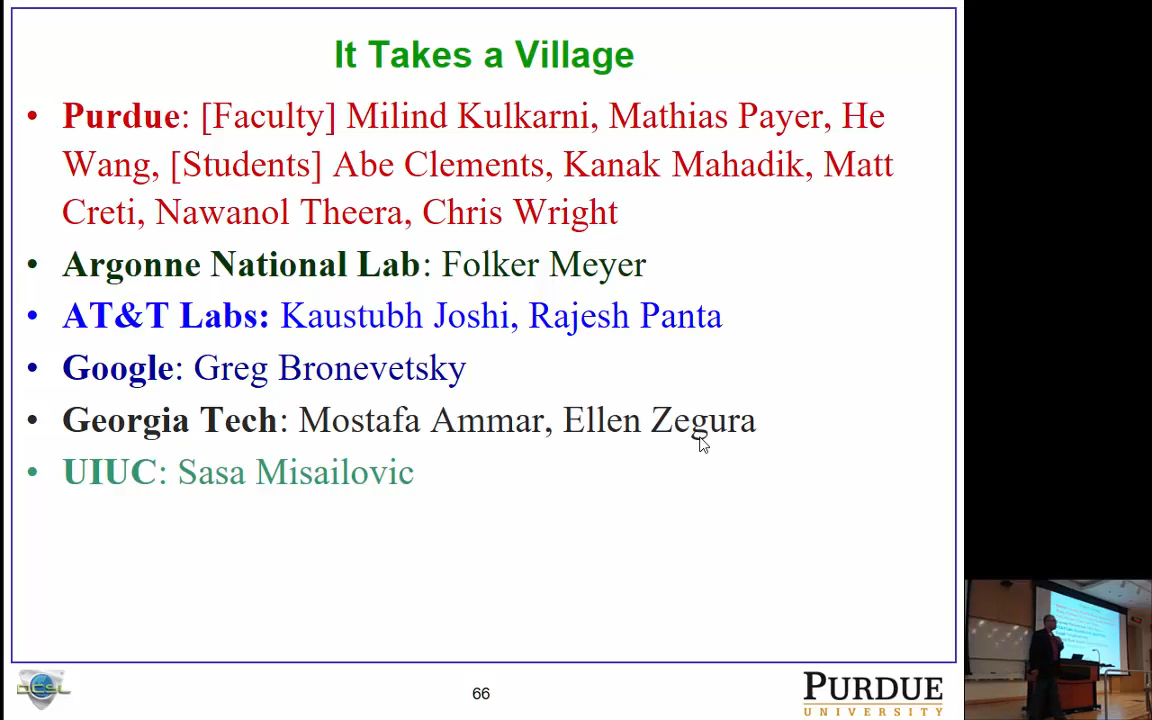 It Takes a Village
• Purdue: [Faculty] Milind Kulkarni, Mathias Payer, He
Wang, [Students] Abe Clements, Kanak Mahadik, Matt
Creti, Nawanol Theera, Chris Wright
• Argonne National Lab: Folker Meyer
• AT&T Labs: Kaustubh Joshi, Rajesh Panta
• Google: Greg Bronevetsky
• Georgia Tech: Mostafa Ammar, Ellen Zegura
• UIUC: Sasa Misailovic
DCSL
66
PURDUE
UNIVERSITY